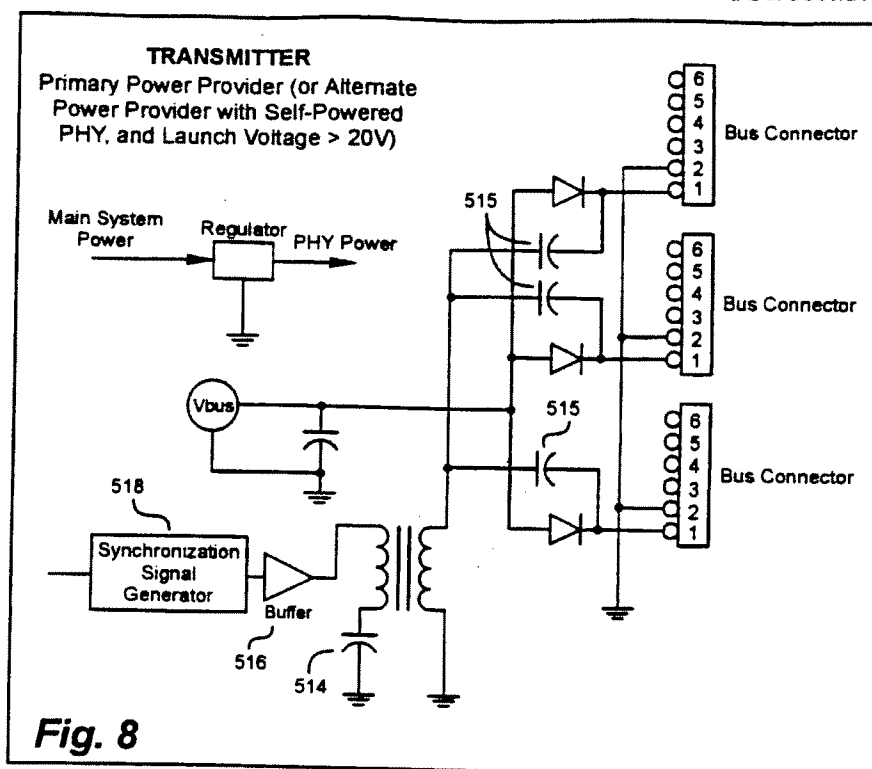 TRANSMITTER
Primary Power Provider (or Alternate
Power Provider with Self-Powered
PHY, and Launch Voltage > 20V)
Main System
Power
Regulator
PHY Power
6
5
4
3
2
1
Bus Connector
515
6
5
4
3
2
1
Bus Connector
Vbus
515
6
5
4
3
2
1
Bus Connector
518
Synchronization
Signal
Generator
Buffer
516
514
Fig. 8